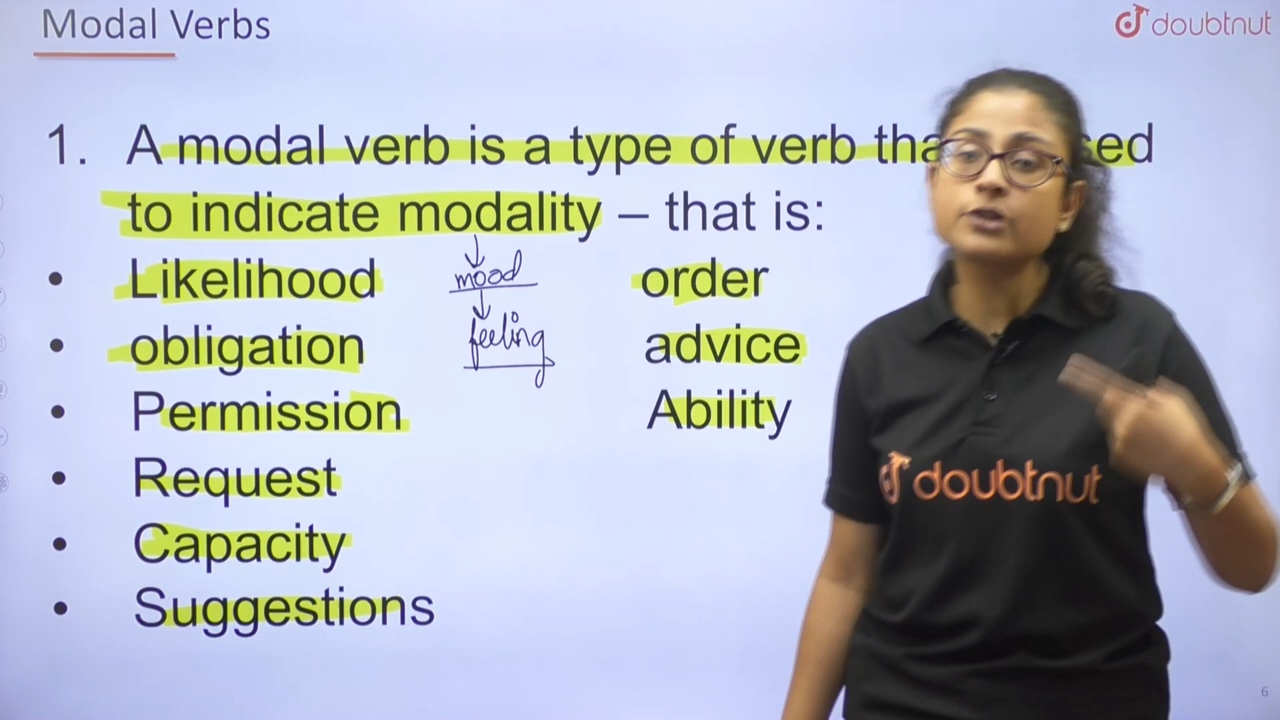 Modal Verbs
doubtnut
1. A modal verb is a type of verb
to indicate modality – that is:
• Likelihood
mood
order
• obligation
feeling
advice
• Permission
Ability
• Request
• Capacity
• Suggestions
doubtnut
6